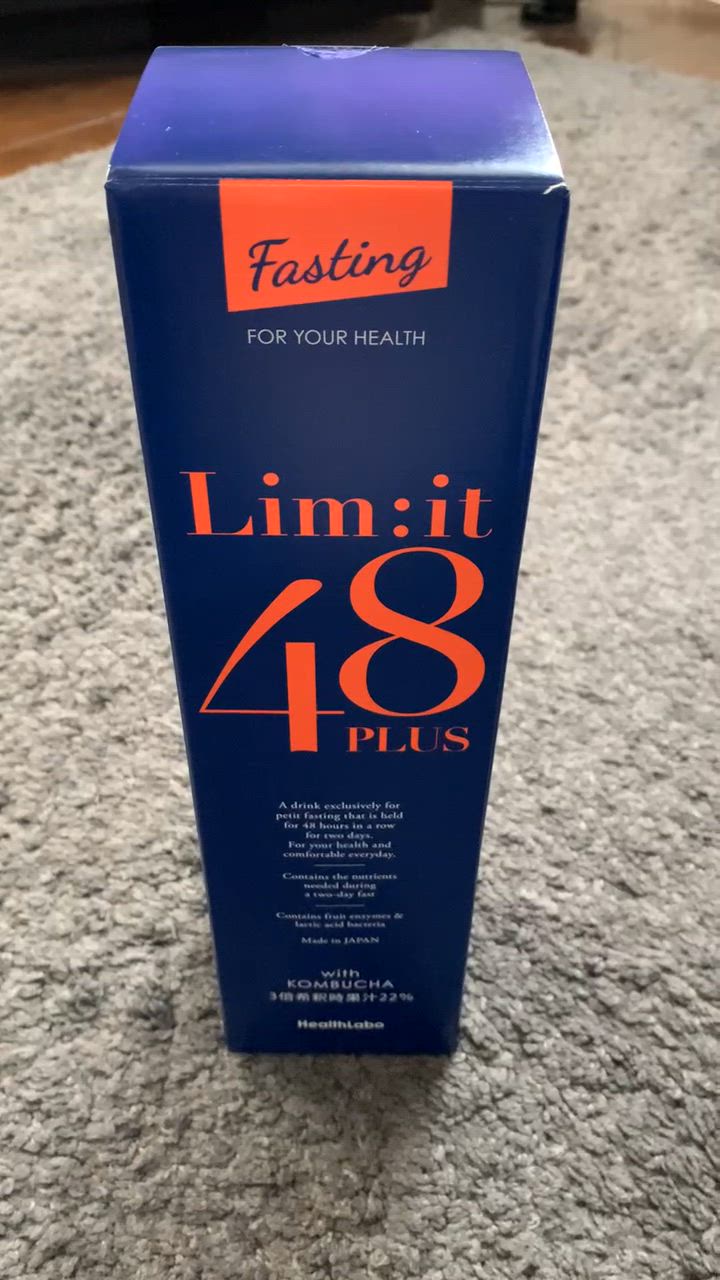 Fasting
FOR YOUR HEALTH
Lim:it
48
PLUS
A drink exclusively for
petit fasting that is held
for 48 hours in a row
for two days.
For your health and
comfortable everyday.
Contains the nutrients
needed during
a two-day fast
Contains fruit enzymes &
lactic acid bacteria
Made in JAPAN
with
KOMBUCHA
3倍希釈時果汁22%
HealthLabo